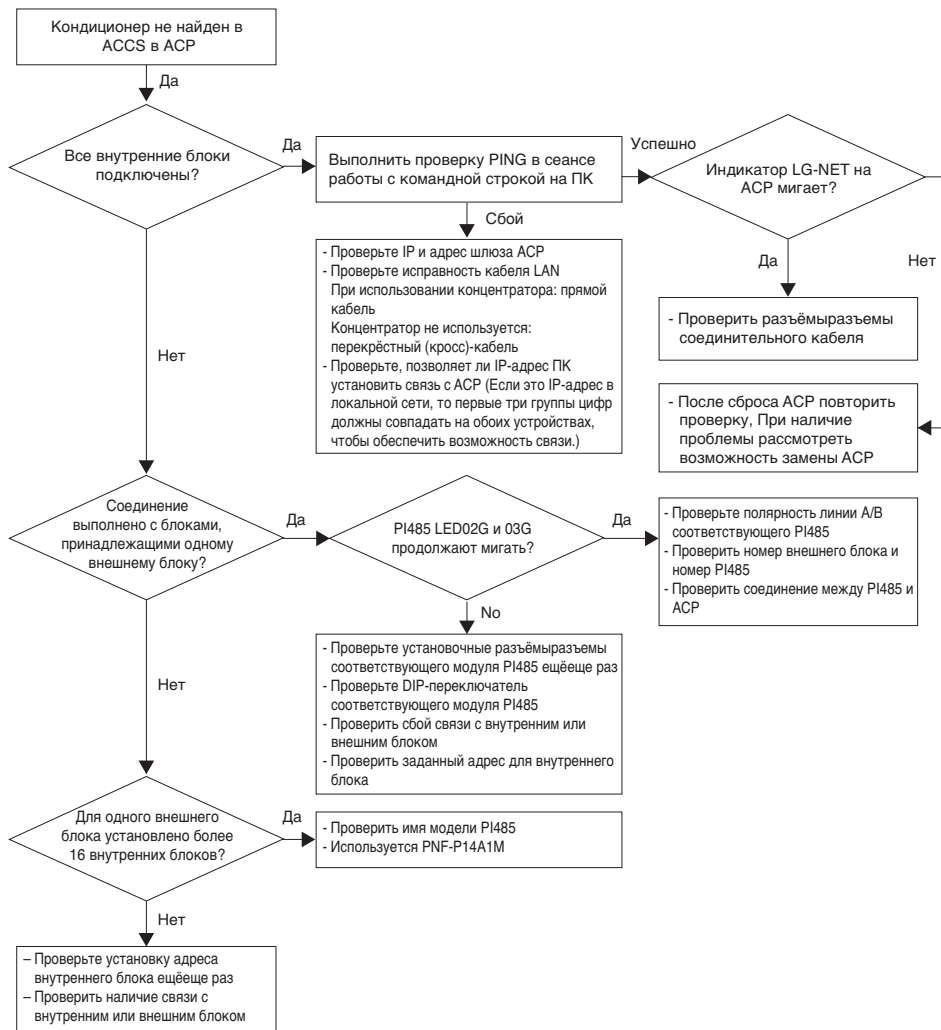 Кондиционер не найден в
ACCS в ACP
Да
Все внутренние блоки
подключены?
Да
Выполнить проверку PING в сеансе
работы с командной строкой на ПК
Успешно
Индикатор LG-NET на
ACP мигает?
Сбой
- Проверьте IP и адрес шлюза ACP
- Проверьте исправность кабеля LAN
При использовании концентратора: прямой
кабель
Концентратор не используется:
перекрёстный (кросс)-кабель
- Проверьте, позволяет ли IP-адрес ПК
установить связь с ACP (Если это IP-адрес в
локальной сети, то первые три группы цифр
должны совпадать на обоих устройствах,
чтобы обеспечить возможность связи.)
Да
Нет
- Проверить разъёмыразъемы
соединительного кабеля
- После сброса ACP повторить
проверку, При наличие
проблемы рассмотреть
возможность замены ACP
Нет
Соединение
выполнено с блоками,
принадлежащими одному
внешнему блоку?
Да
PI485 LED02G и 03G
продолжают мигать?
Да
- Проверьте полярность линии A/B
соответствующего PI485
- Проверить номер внешнего блока и
номер PI485
- Проверить соединение между PI485 и
ACP
No
- Проверьте установочные разъёмыразъемы
соответствующего модуля PI485 ещёеще раз
- Проверьте DIP-переключатель
соответствующего модуля PI485
- Проверить сбой связи с внутренним или
внешним блоком
- Проверить заданный адрес для внутреннего
блока
Нет
Для одного внешнего
блока установлено более
16 внутренних блоков?
Да
- Проверить имя модели PI485
- Используется PNF-P14A1M
Нет
– Проверьте установку адреса
внутреннего блока ещёеще раз
– Проверить наличие связи с
внутренним или внешним блоком